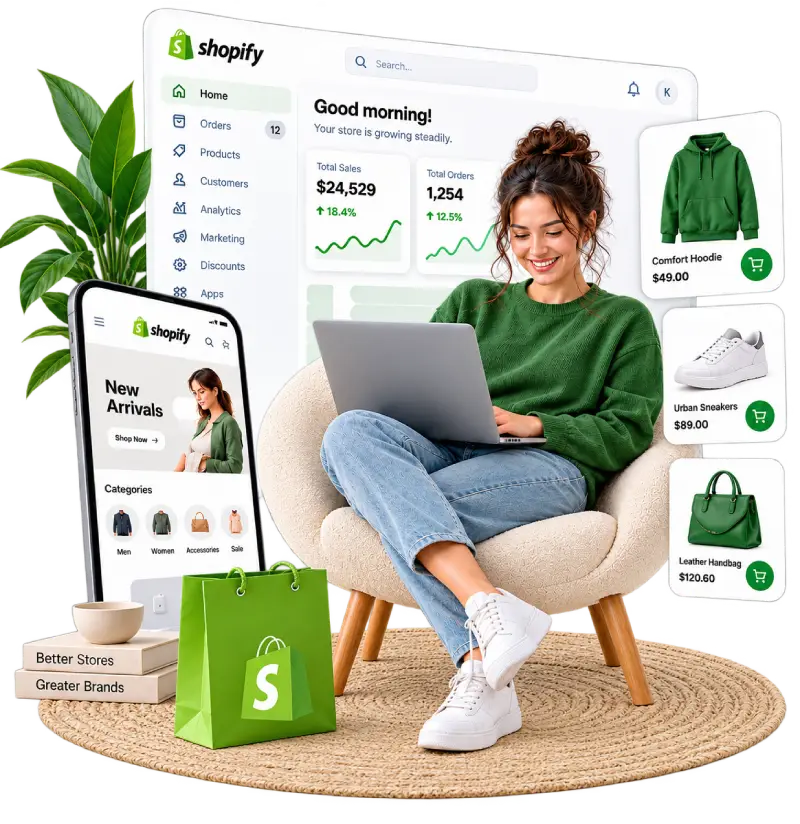 shopify
Search...
K
Home
Orders
12
Products
Customers
Analytics
Marketing
Discounts
Apps
Good morning!
Your store is growing steadily.
Total Sales
$24,529
18.4%
Total Orders
1,254
12.5%
Comfort Hoodie
$49.00
Urban Sneakers
$89.00
Leather Handbag
$120.60
shopify
New
Arrivals
Shop Now →
Categories
Men
Women
Accessories
Sale
Better Stores
Greater Brands
S